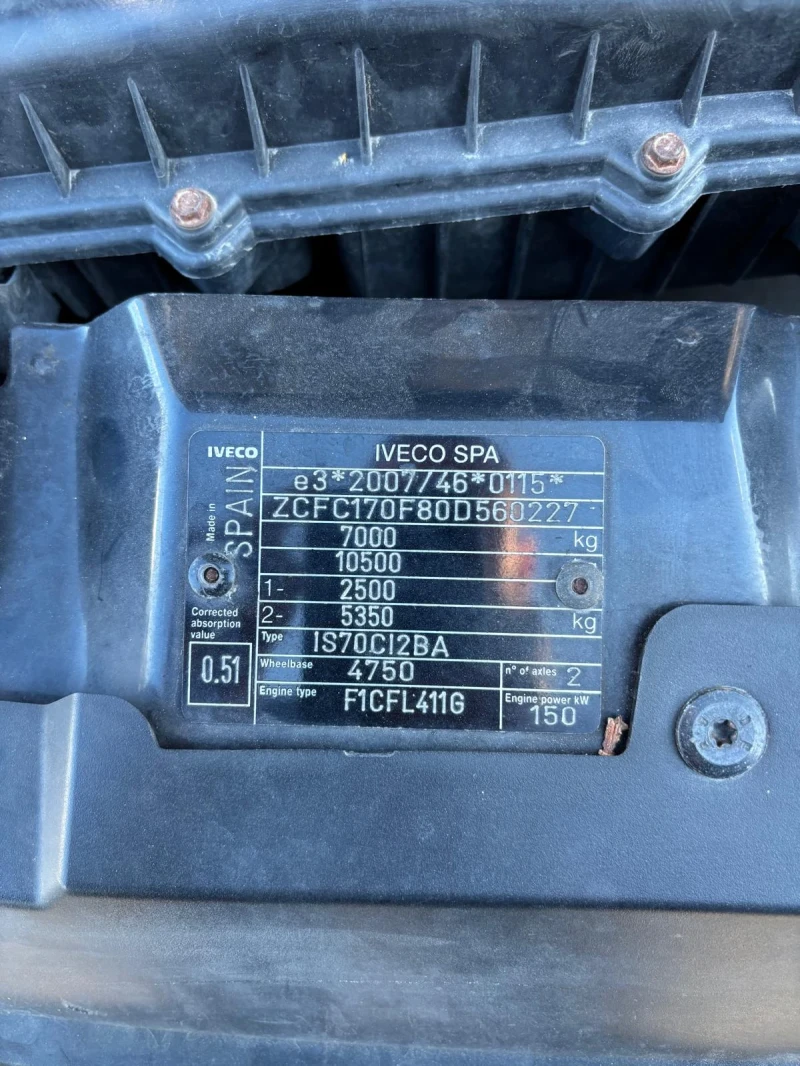 IVECO
IVECO SPA
Made in SPAIN
e3*2007/46*0115*
ZCFC170F80D560227
7000 kg
10500
1- 2500
2- 5350 kg
Corrected
absorption
value
0.51
Type IS70CI2BA
Wheelbase 4750
n° of axles 2
Engine type F1CFL411G
Engine power kW
150